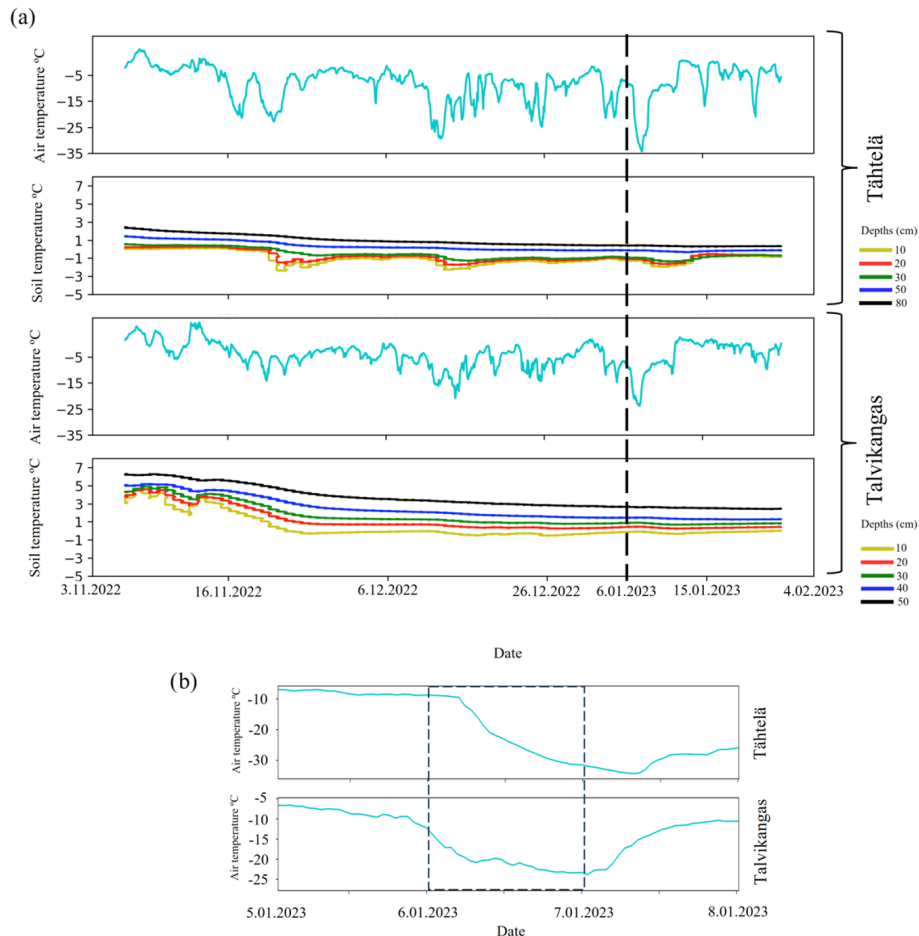 (a)
Air temperature ºC
-5
-15
-25
-35
Tähtelä
Soil temperature ºC
7
5
3
1
-1
-3
-5
Depths (cm)
10
20
30
50
80
Air temperature ºC
-5
-15
-25
-35
Talvikangas
Soil temperature ºC
7
5
3
1
-1
-3
-5
Depths (cm)
10
20
30
40
50
3.11.2022 16.11.2022 6.12.2022 26.12.2022 6.01.2023 15.01.2023 4.02.2023
Date
(b)
Air temperature ºC
-10
-20
-30
Tähtelä
Air temperature ºC
-5
-10
-15
-20
-25
Talvikangas
5.01.2023 6.01.2023 7.01.2023 8.01.2023
Date